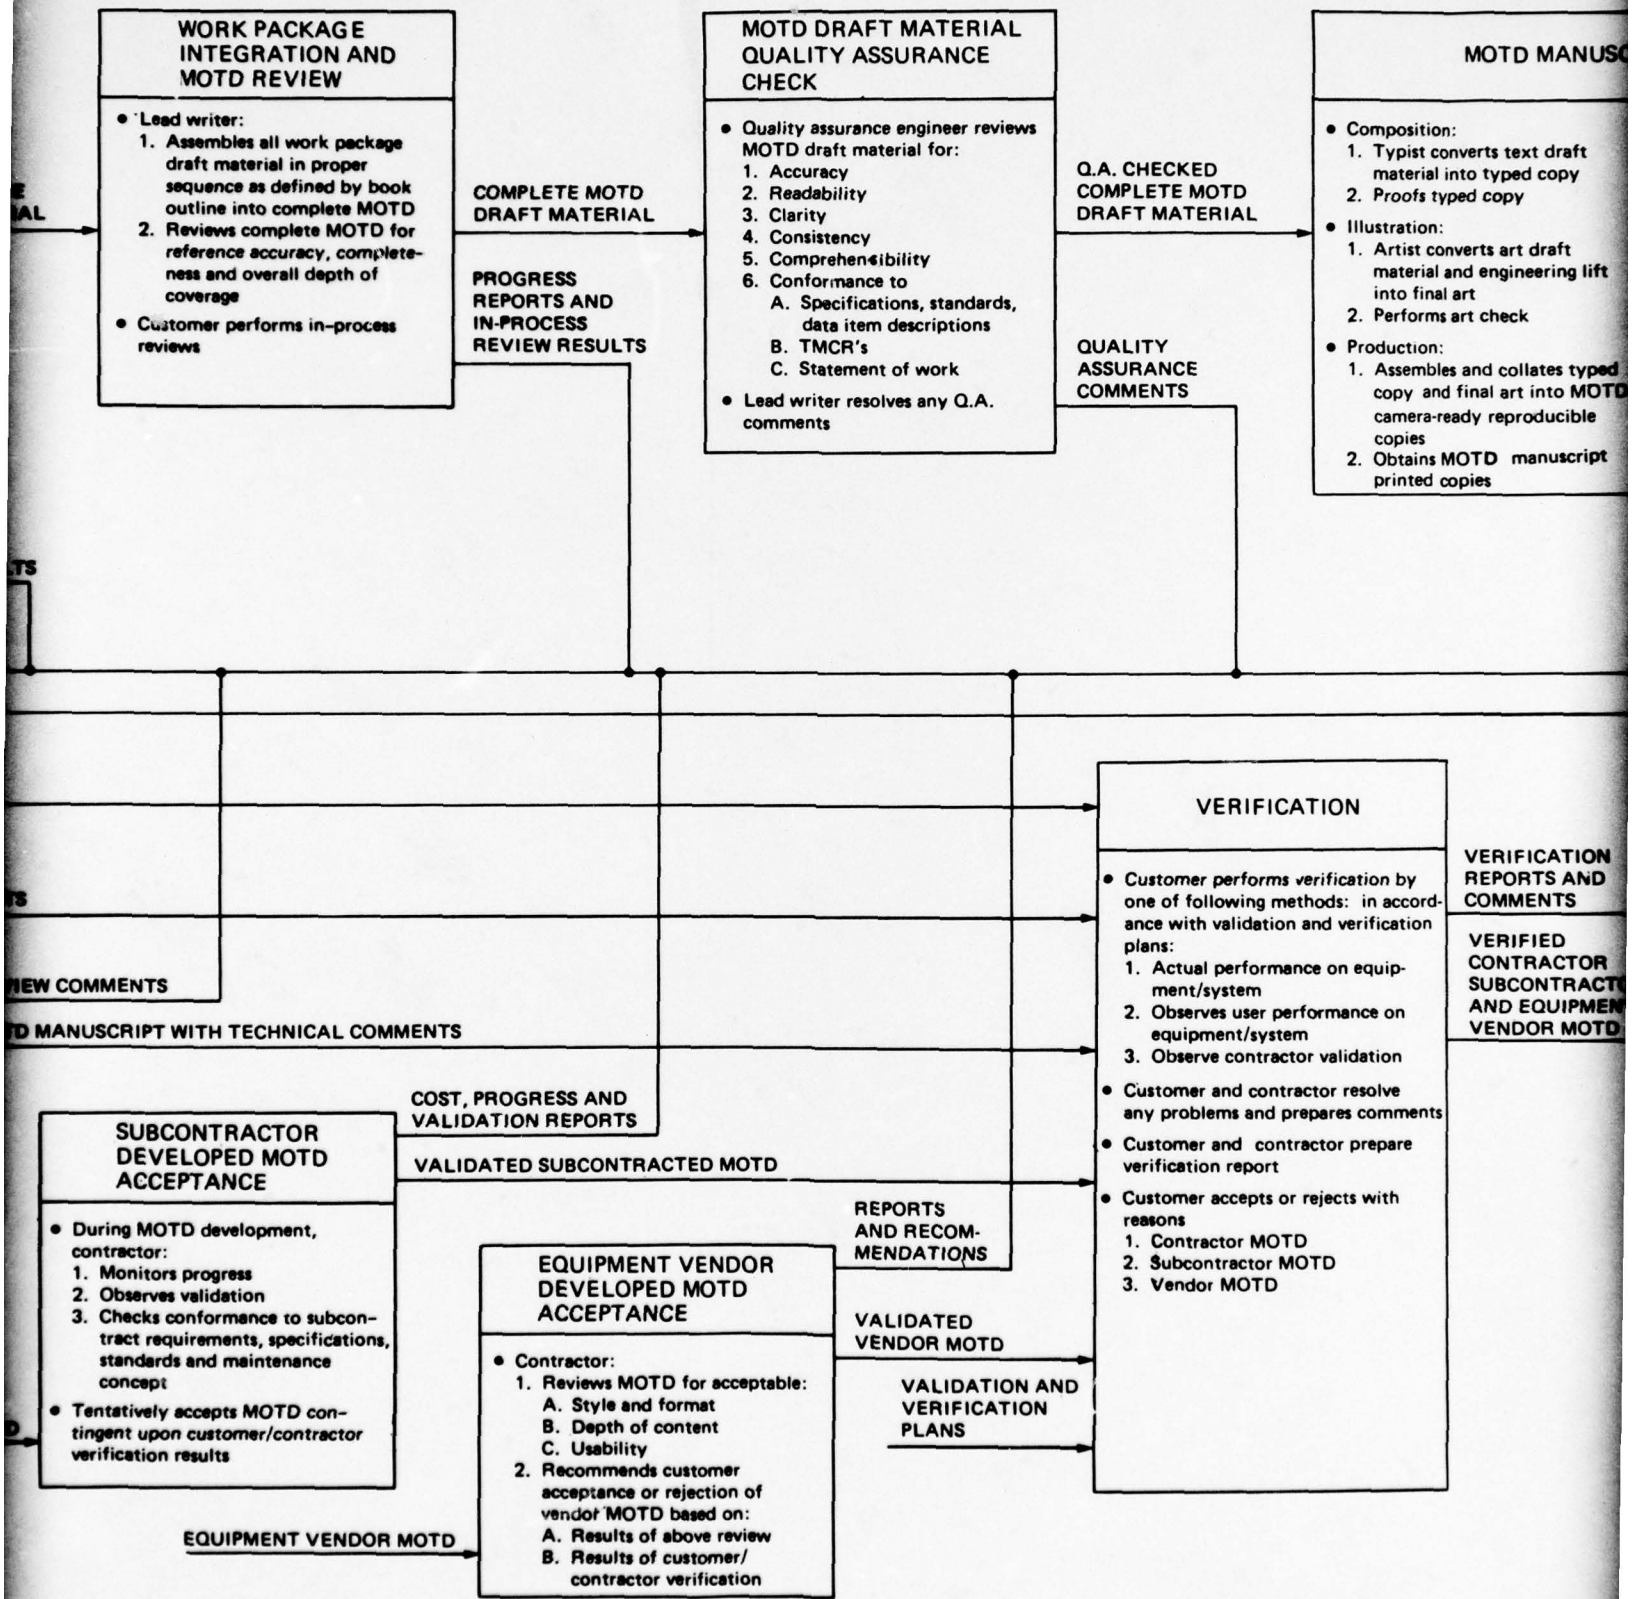 WORK PACKAGE
INTEGRATION AND
MOTD REVIEW
• Lead writer:
1. Assembles all work package
draft material in proper
sequence as defined by book
outline into complete MOTD
2. Reviews complete MOTD for
reference accuracy, complete-
ness and overall depth of
coverage
• Customer performs in-process
reviews
COMPLETE MOTD
DRAFT MATERIAL
PROGRESS
REPORTS AND
IN-PROCESS
REVIEW RESULTS
MOTD DRAFT MATERIAL
QUALITY ASSURANCE
CHECK
• Quality assurance engineer reviews
MOTD draft material for:
1. Accuracy
2. Readability
3. Clarity
4. Consistency
5. Comprehensibility
6. Conformance to
A. Specifications, standards,
data item descriptions
B. TMCR's
C. Statement of work
• Lead writer resolves any Q.A.
comments
Q.A. CHECKED
COMPLETE MOTD
DRAFT MATERIAL
QUALITY
ASSURANCE
COMMENTS
MOTD
• Composition:
1. Typist converts text draft
material into typed copy
2. Proofs typed copy
• Illustration:
1. Artist converts art draft
material and engineering lift
into final art
2. Performs art check
• Production:
1. Assembles and collates typed
copy and final art into MOTD
camera-ready reproducible
copies
2. Obtains MOTD manuscript
printed copies
COMMENTS
MANUSCRIPT WITH TECHNICAL COMMENTS
VERIFICATION
• Customer performs verification by
one of following methods: in accord-
ance with validation and verification
plans:
1. Actual performance on equip-
ment/system
2. Observes user performance on
equipment/system
3. Observe contractor validation
• Customer and contractor resolve
any problems and prepares comments
• Customer and contractor prepare
verification report
• Customer accepts or rejects with
reasons
1. Contractor MOTD
2. Subcontractor MOTD
3. Vendor MOTD
VERIFICATION
REPORTS AND
COMMENTS
VERIFIED
CONTRACTOR
AND
VENDOR MOTD
SUBCONTRACTOR
DEVELOPED MOTD
ACCEPTANCE
• During MOTD development,
contractor:
1. Monitors progress
2. Observes validation
3. Checks conformance to subcon-
tract requirements, specifications,
standards and maintenance
concept
• Tentatively accepts MOTD con-
tingent upon customer/contractor
verification results
COST, PROGRESS AND
VALIDATION REPORTS
VALIDATED SUBCONTRACTED MOTD
EQUIPMENT VENDOR MOTD
EQUIPMENT VENDOR
DEVELOPED MOTD
ACCEPTANCE
• Contractor:
1. Reviews MOTD for acceptable:
A. Style and format
B. Depth of content
C. Usability
2. Recommends customer
acceptance or rejection of
vendor MOTD based on:
A. Results of above review
B. Results of customer/
contractor verification
REPORTS
AND RECOM-
MENDATIONS
VALIDATED
VENDOR MOTD
VALIDATION AND
VERIFICATION
PLANS